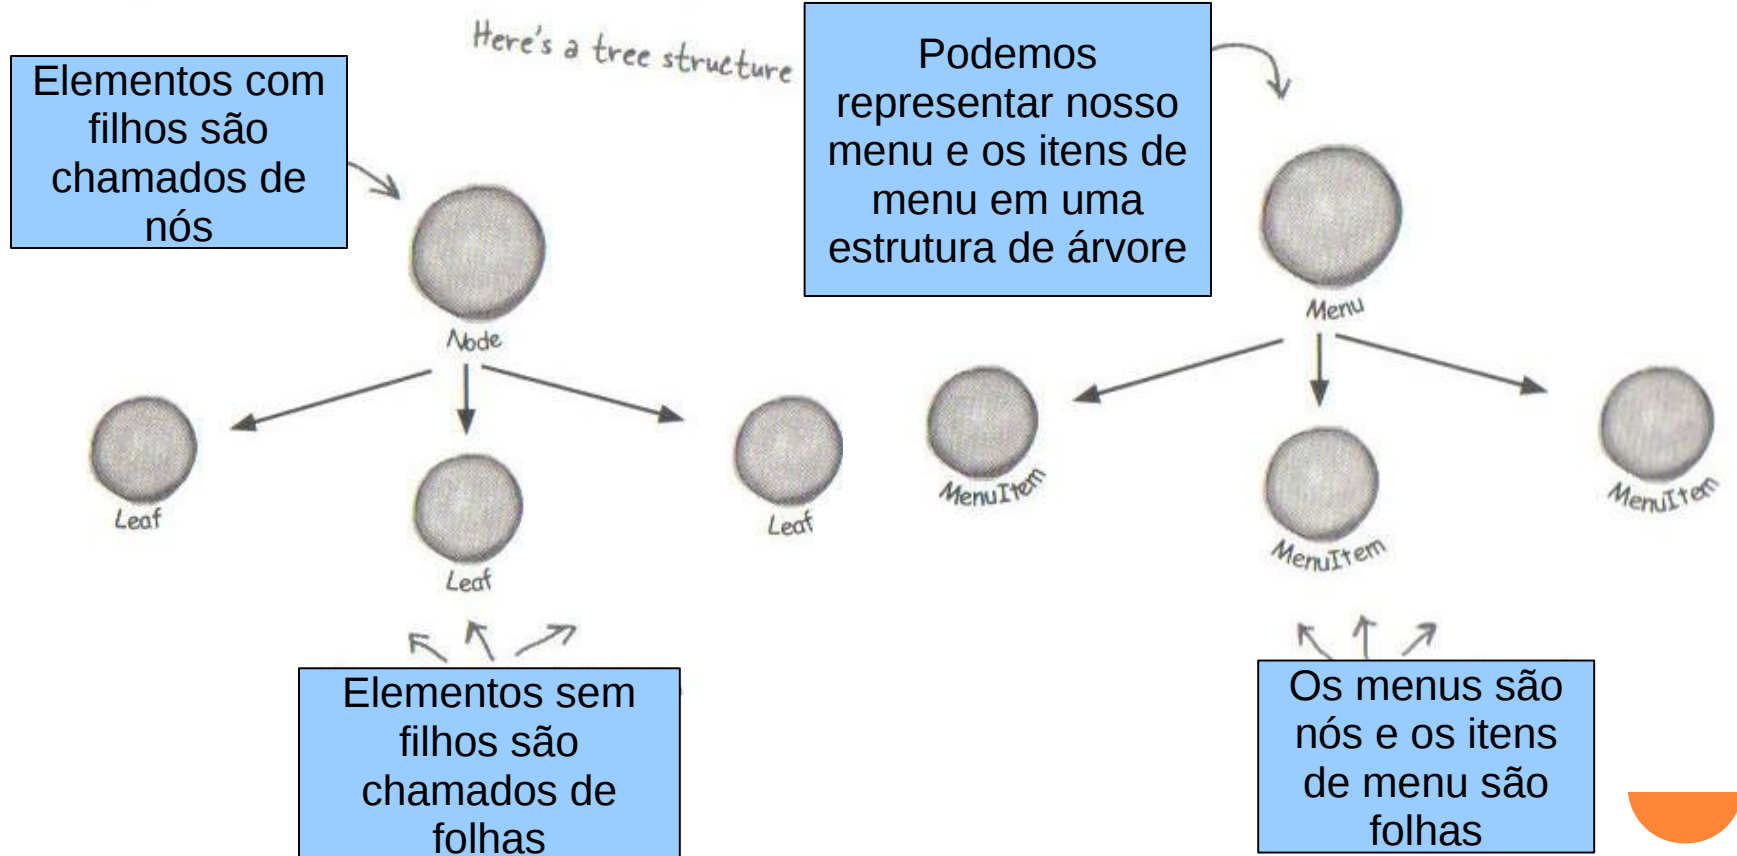 Here's a tree structure
Elementos com
filhos são
chamados de
nós
Podemos
representar nosso
menu e os itens de
menu em uma
estrutura de árvore
Node
Leaf
Leaf
Leaf
Menu
MenuItem
MenuItem
MenuItem
Elementos sem
filhos são
chamados de
folhas
Os menus são
nós e os itens
de menu são
folhas